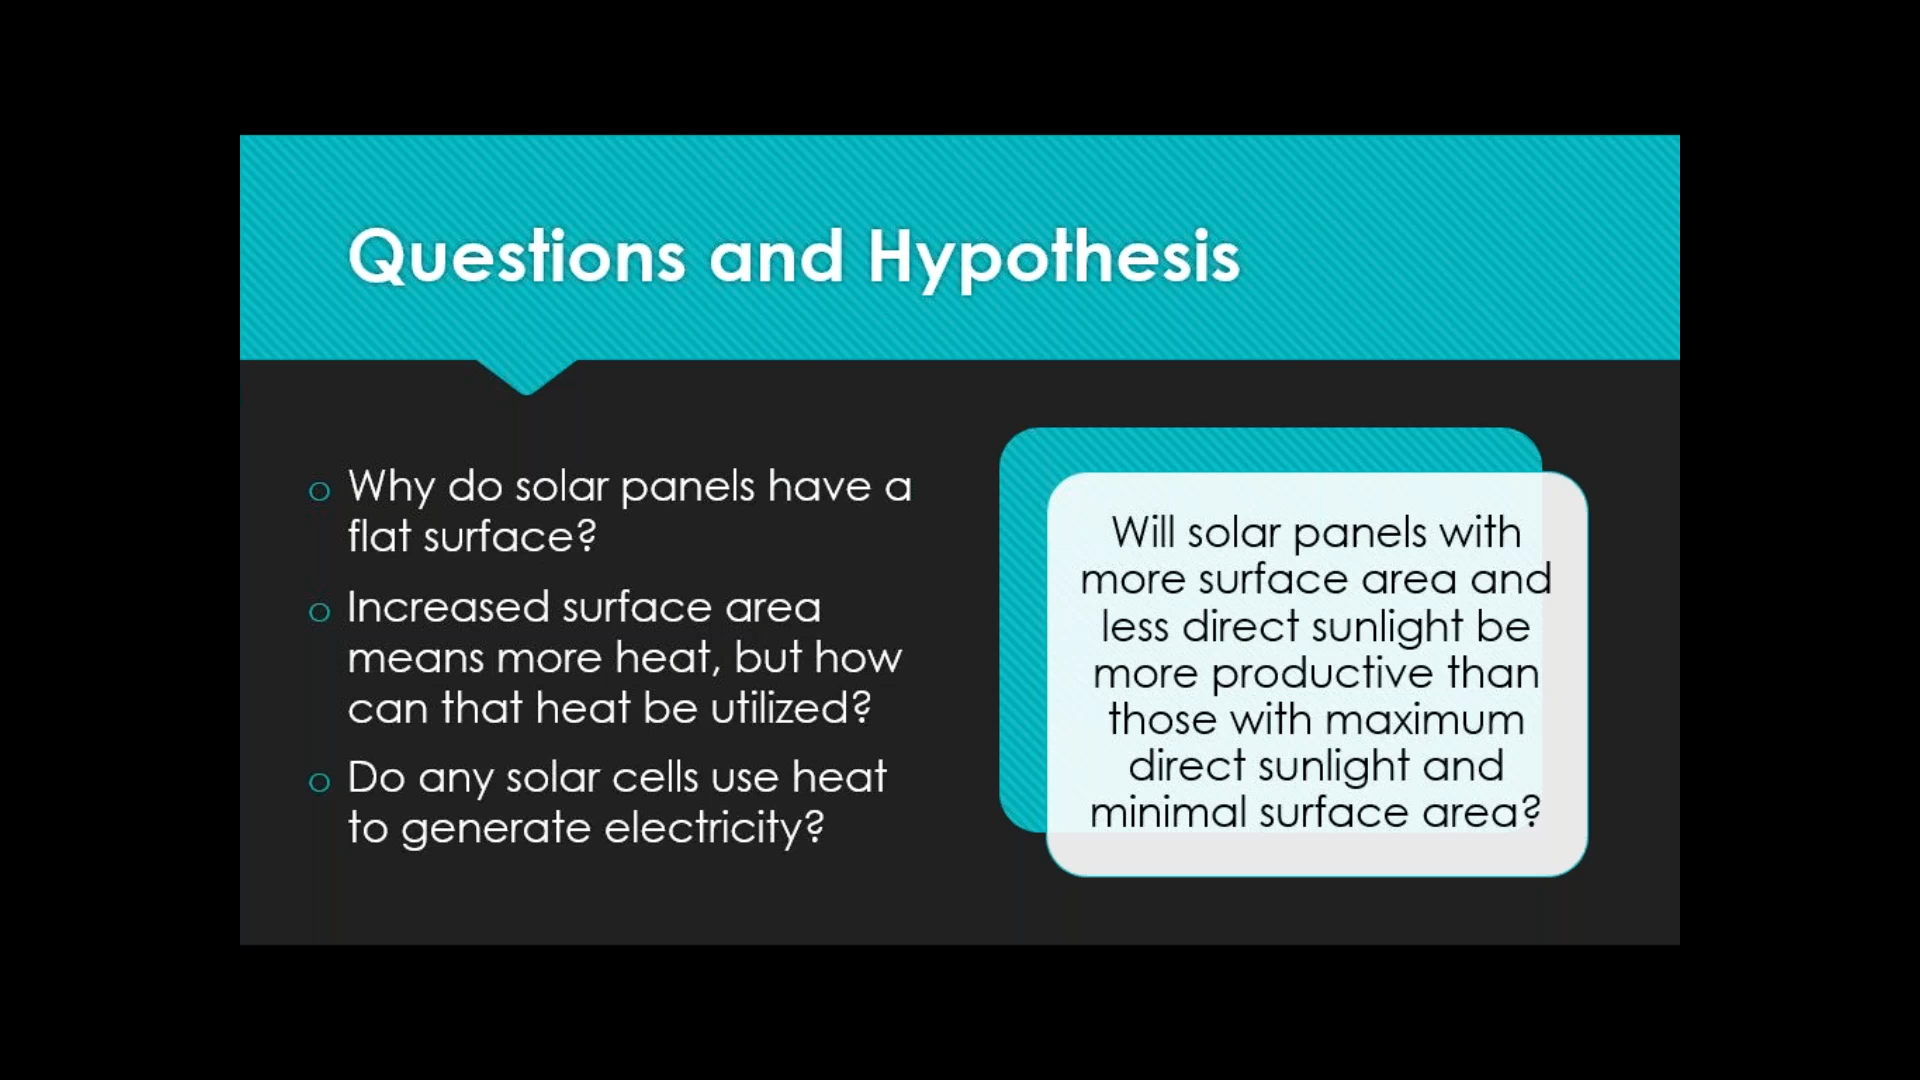 Questions and Hypothesis
Why do solar panels have a
flat surface?
Increased surface area
means more heat, but how
can that heat be utilized?
Do any solar cells use heat
to generate electricity?
Will solar panels with
more surface area and
less direct sunlight be
more productive than
those with maximum
direct sunlight and
minimal surface area?